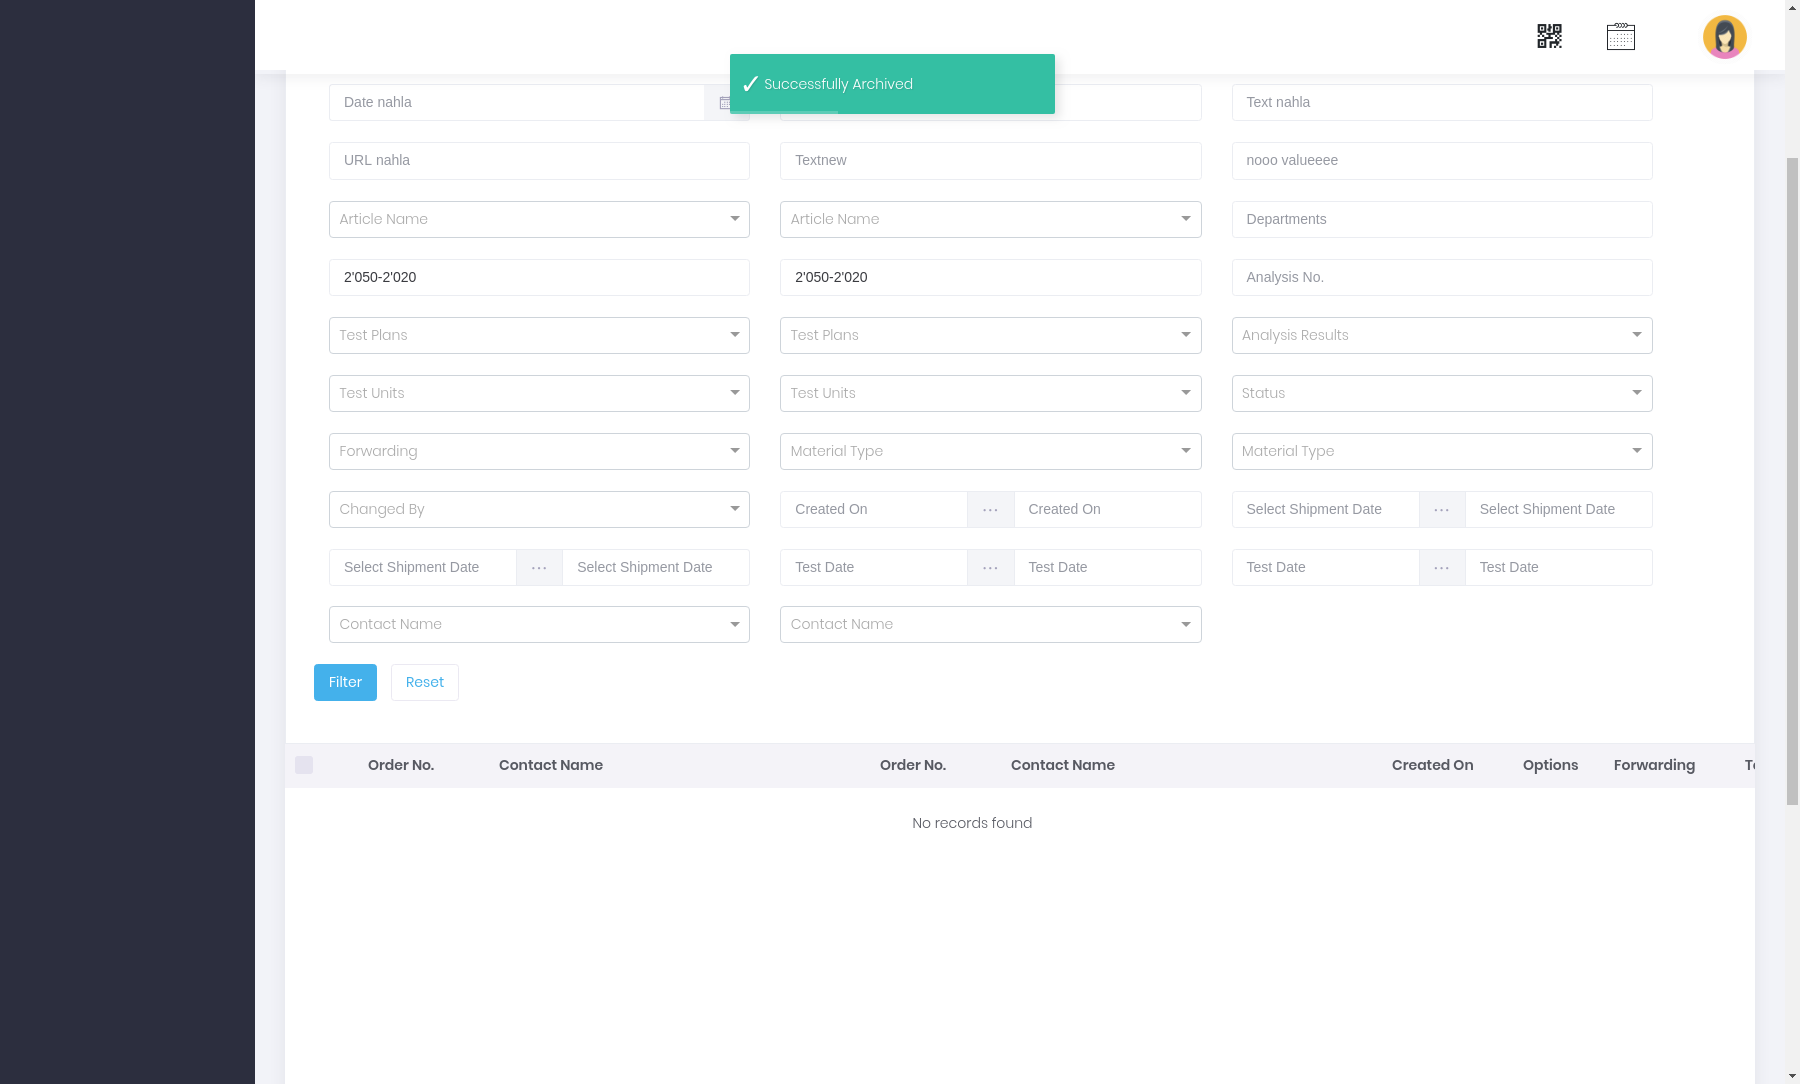 ✓ Successfully Archived
Date nahla
Text nahla
URL nahla
Textnew
nooo valueeee
Article Name
Article Name
Departments
2'050-2'020
2'050-2'020
Analysis No.
Test Plans
Test Plans
Analysis Results
Test Units
Test Units
Status
Forwarding
Material Type
Material Type
Changed By
Created On ... Created On
Select Shipment Date ... Select Shipment Date
Select Shipment Date ... Select Shipment Date
Test Date ... Test Date
Test Date ... Test Date
Contact Name
Contact Name
Filter
Reset
Order No. Contact Name Order No. Contact Name Created On Options Forwarding
No records found